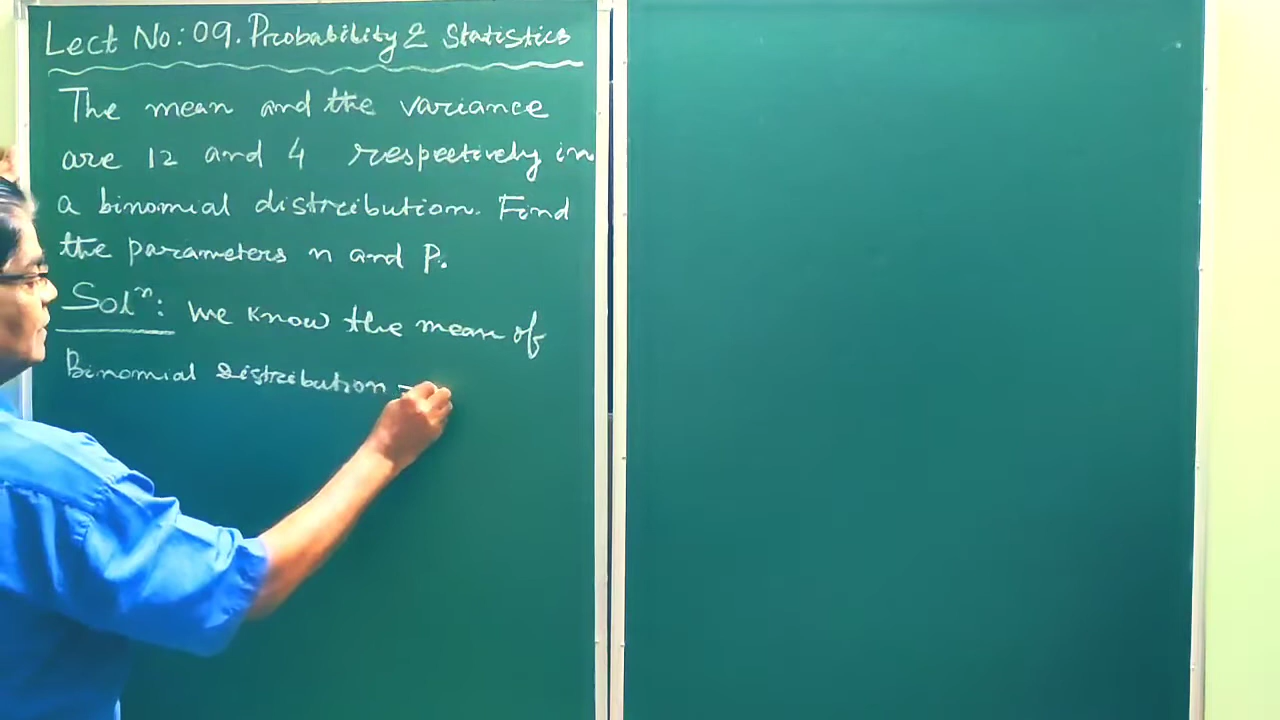 Lect No: 09. Probability & Statistics
The mean and the variance
are 12 and 4 respectively in
a binomial distribution. Find
the parameters n and P.
Solⁿ: We know the mean of
Binomial Distribution =